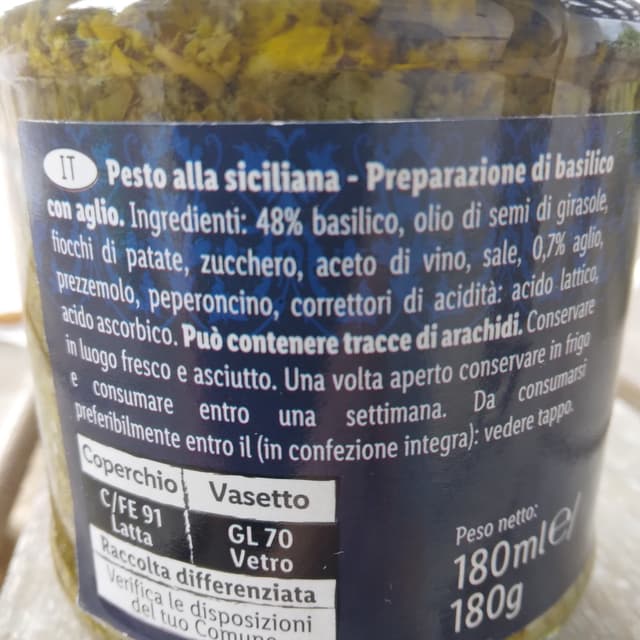 IT Pesto alla siciliana - Preparazione di basilico
con aglio. Ingredienti: 48% basilico, olio di semi di girasole,
fiocchi di patate, zucchero, aceto di vino, sale, 0,7% aglio,
prezzemolo, peperoncino, correttori di acidità: acido lattico,
acido ascorbico. Può contenere tracce di arachidi. Conservare
in luogo fresco e asciutto. Una volta aperto conservare in frigo
e consumare entro una settimana. Da consumarsi
preferibilmente entro il (in confezione integra): vedere tappo.
Coperchio Vasetto
C/FE 91
Latta
GL 70
Vetro
Raccolta differenziata
Verifica le disposizioni
del tuo Comune
Peso netto:
180ml℮/
180g